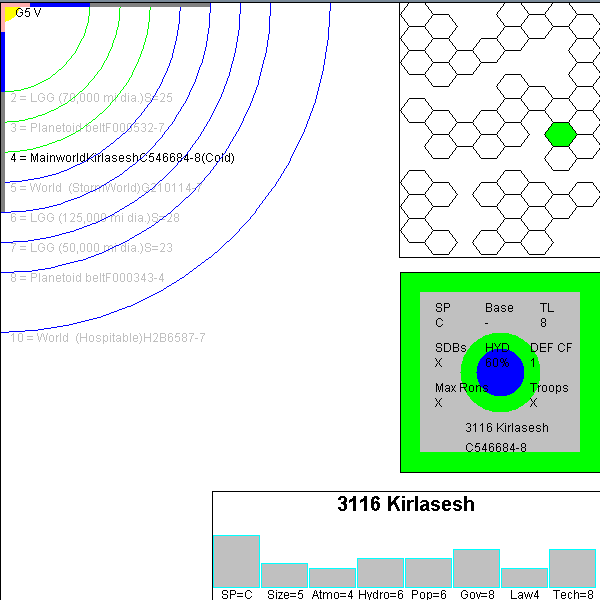 G5 V
2 = LGG (70,000 mi dia.)S=25
3 = Planetoid beltF000532-7
4 = MainworldKirlaseshC546684-8(Cold)
5 = World  (StormWorld)G210114-7
6 = LGG (125,000 mi dia.)S=28
7 = LGG (50,000 mi dia.)S=23
8 = Planetoid beltF000343-4
10 = World  (Hospitable)H2B6587-7
SP Base TL
C - 8
SDBs HYD DEF CF
X 60% 1
Max Ron Troops
X X
3116 Kirlasesh
C546684-8
3116 Kirlasesh
SP=C Size=5 Atmo=4 Hydro=6 Pop=6 Gov=8 Law4 Tech=8